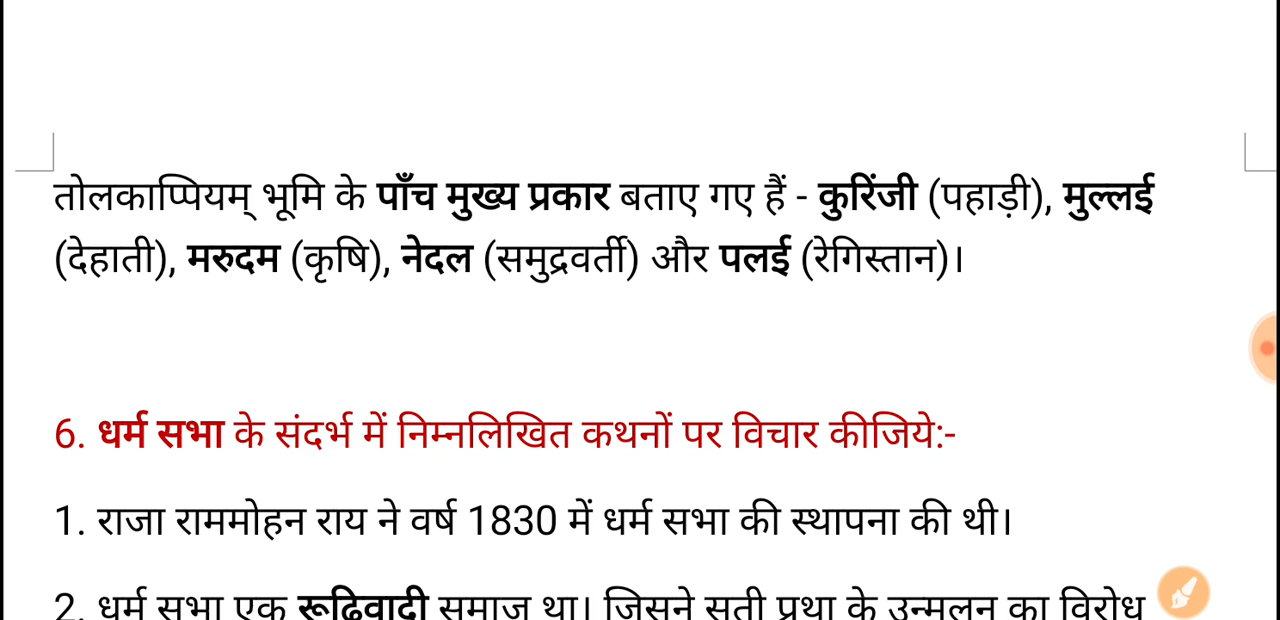 तोलकाप्पियम् भूमि के पाँच मुख्य प्रकार बताए गए हैं - कुरिंजी (पहाड़ी), मुल्लई
(देहाती), मरुदम (कृषि), नेदल (समुद्रवर्ती) और पलई (रेगिस्तान)।
6. धर्म सभा के संदर्भ में निम्नलिखित कथनों पर विचार कीजिये:-
1. राजा राममोहन राय ने वर्ष 1830 में धर्म सभा की स्थापना की थी।
2. धर्म सभा एक रूढिवादी समाज था। जिसने सती प्रथा के उन्मूलन का विरोध